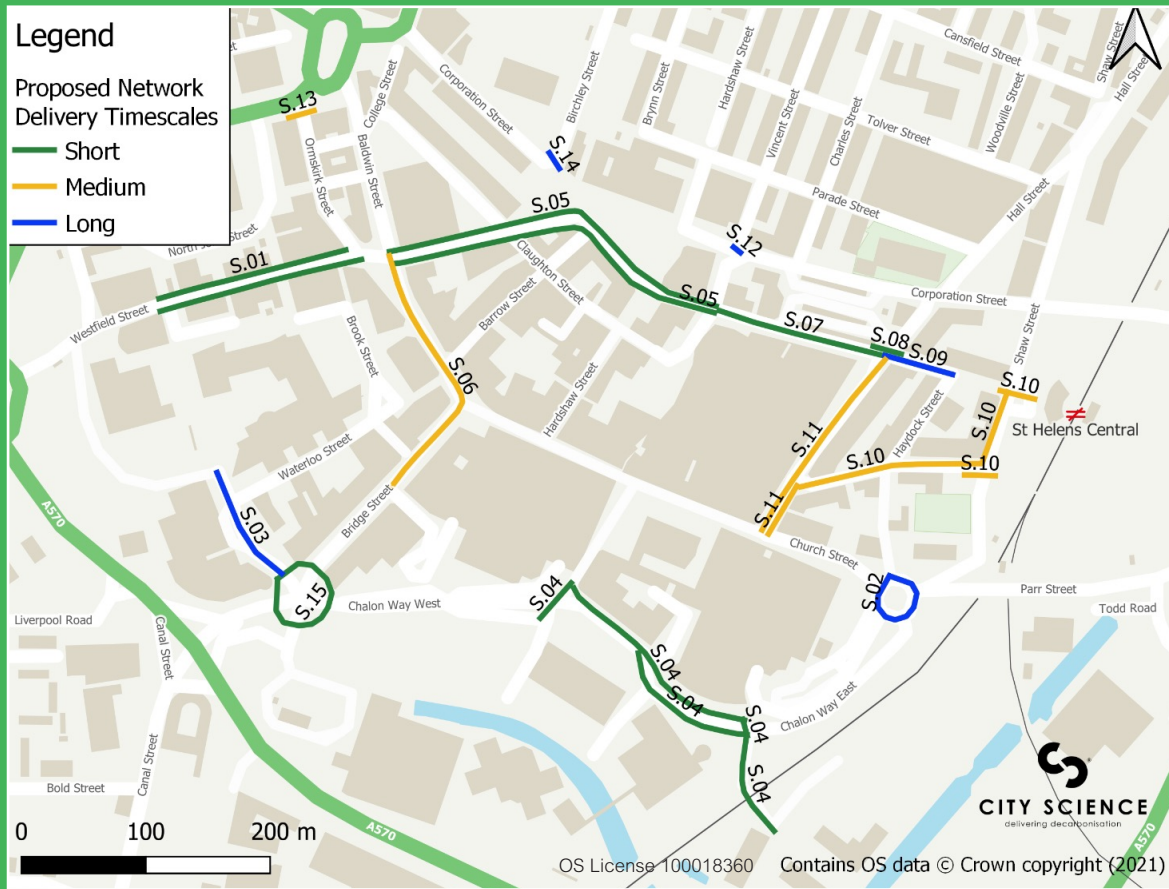 Legend
Proposed Network
Delivery Timescales
Short
Medium
Long
S.13
Ormskirk Street
Baldwin Street
College Street
Corporation Street
Birchley Street
S.14
Brynn Street
Hardshaw Street
Vincent Street
Charles Street
Cansfield Street
Tolver Street
Woodville Street
Shaw Street
Hall Street
Hall Street
Parade Street
S.12
Corporation Street
Shaw Street
S.05
S.05
S.01
Westfield Street
Brook Street
Claughton Street
Barrow Street
Hardshaw Street
S.06
S.07
S.08
S.09
S.10
S.10
S.10
S.10
S.11
S.11
Haydock Street
St Helens Central
Waterloo Street
Bridge Street
S.03
S.15
Chalon Way West
Church Street
S.02
Parr Street
Todd Road
A570
Liverpool Road
Canal Street
Canal Street
Bold Street
S.04
S.04
S.04
S.04
S.04
Chalon Way East
A570
A570
CITY SCIENCE
delivering decarbonisation
0 100 200 m
OS License 100018360 Contains OS data © Crown copyright (2021)